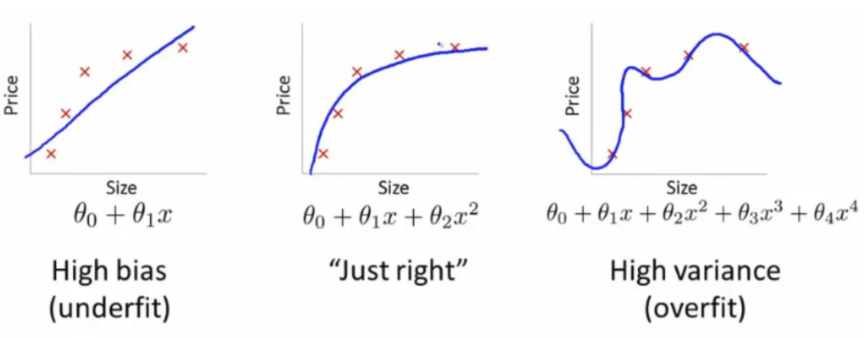 Price
Size
θ₀ + θ₁x
High bias
(underfit)
Price
Size
θ₀ + θ₁x + θ₂x²
“Just right”
Price
Size
θ₀ + θ₁x + θ₂x² + θ₃x³ + θ₄x⁴
High variance
(overfit)